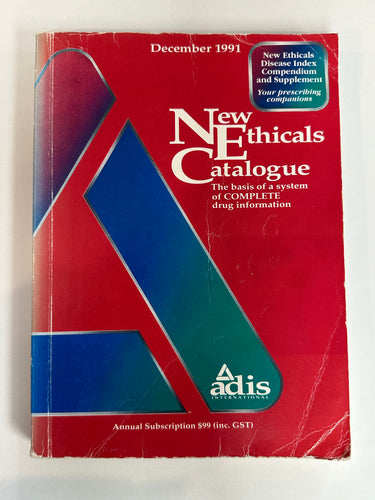 December 1991
New Ethicals
Disease Index
Compendium
and Supplement
Your prescribing
companions
New
Ethicals
Catalogue
The basis of a system
of COMPLETE
drug information
adis
INTERNATIONAL
Annual Subscription $99 (inc. GST)